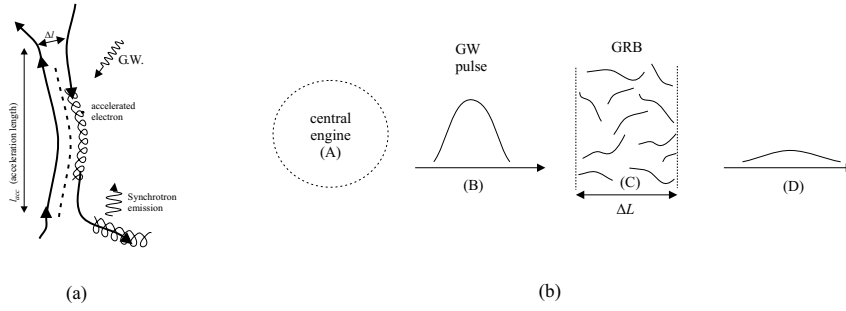 Δl
G.W.
accelerated
electron
l_acc (acceleration length)
Synchrotron
emission
(a)
central
engine
(A)
GW
pulse
(B)
GRB
(C)
ΔL
(D)
(b)